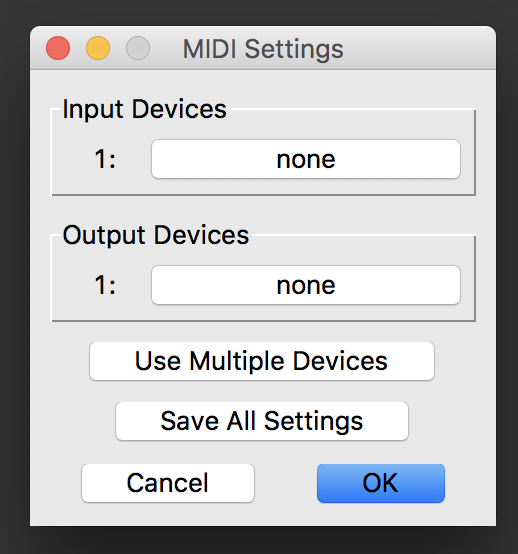 MIDI Settings
Input Devices
1: none
Output Devices
1: none
Use Multiple Devices
Save All Settings
Cancel OK